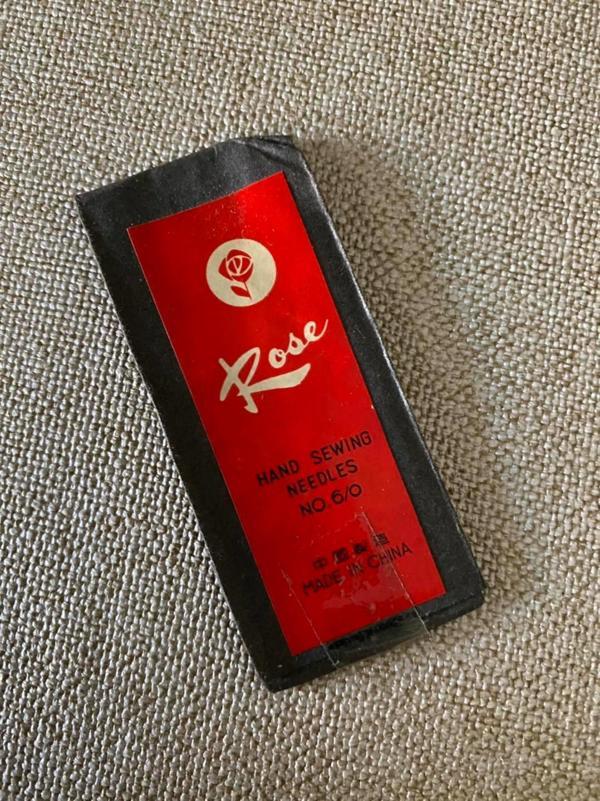 Rose
HAND SEWING
NEEDLES
NO. 6/0
中國製造
MADE IN CHINA